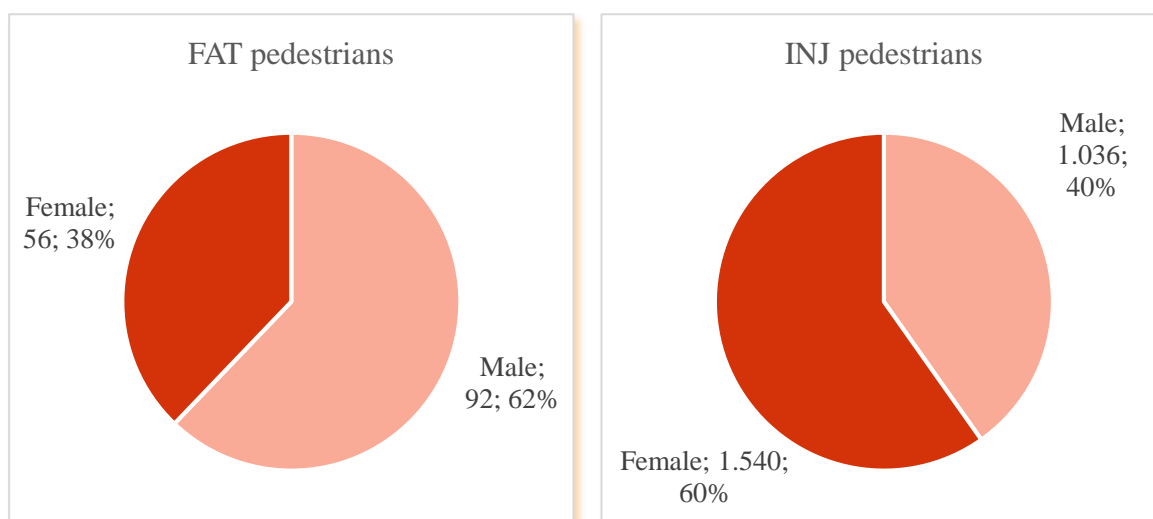 FAT pedestrians
Female;
56; 38%
Male;
92; 62%
INJ pedestrians
Male;
1.036;
40%
Female; 1.540;
60%